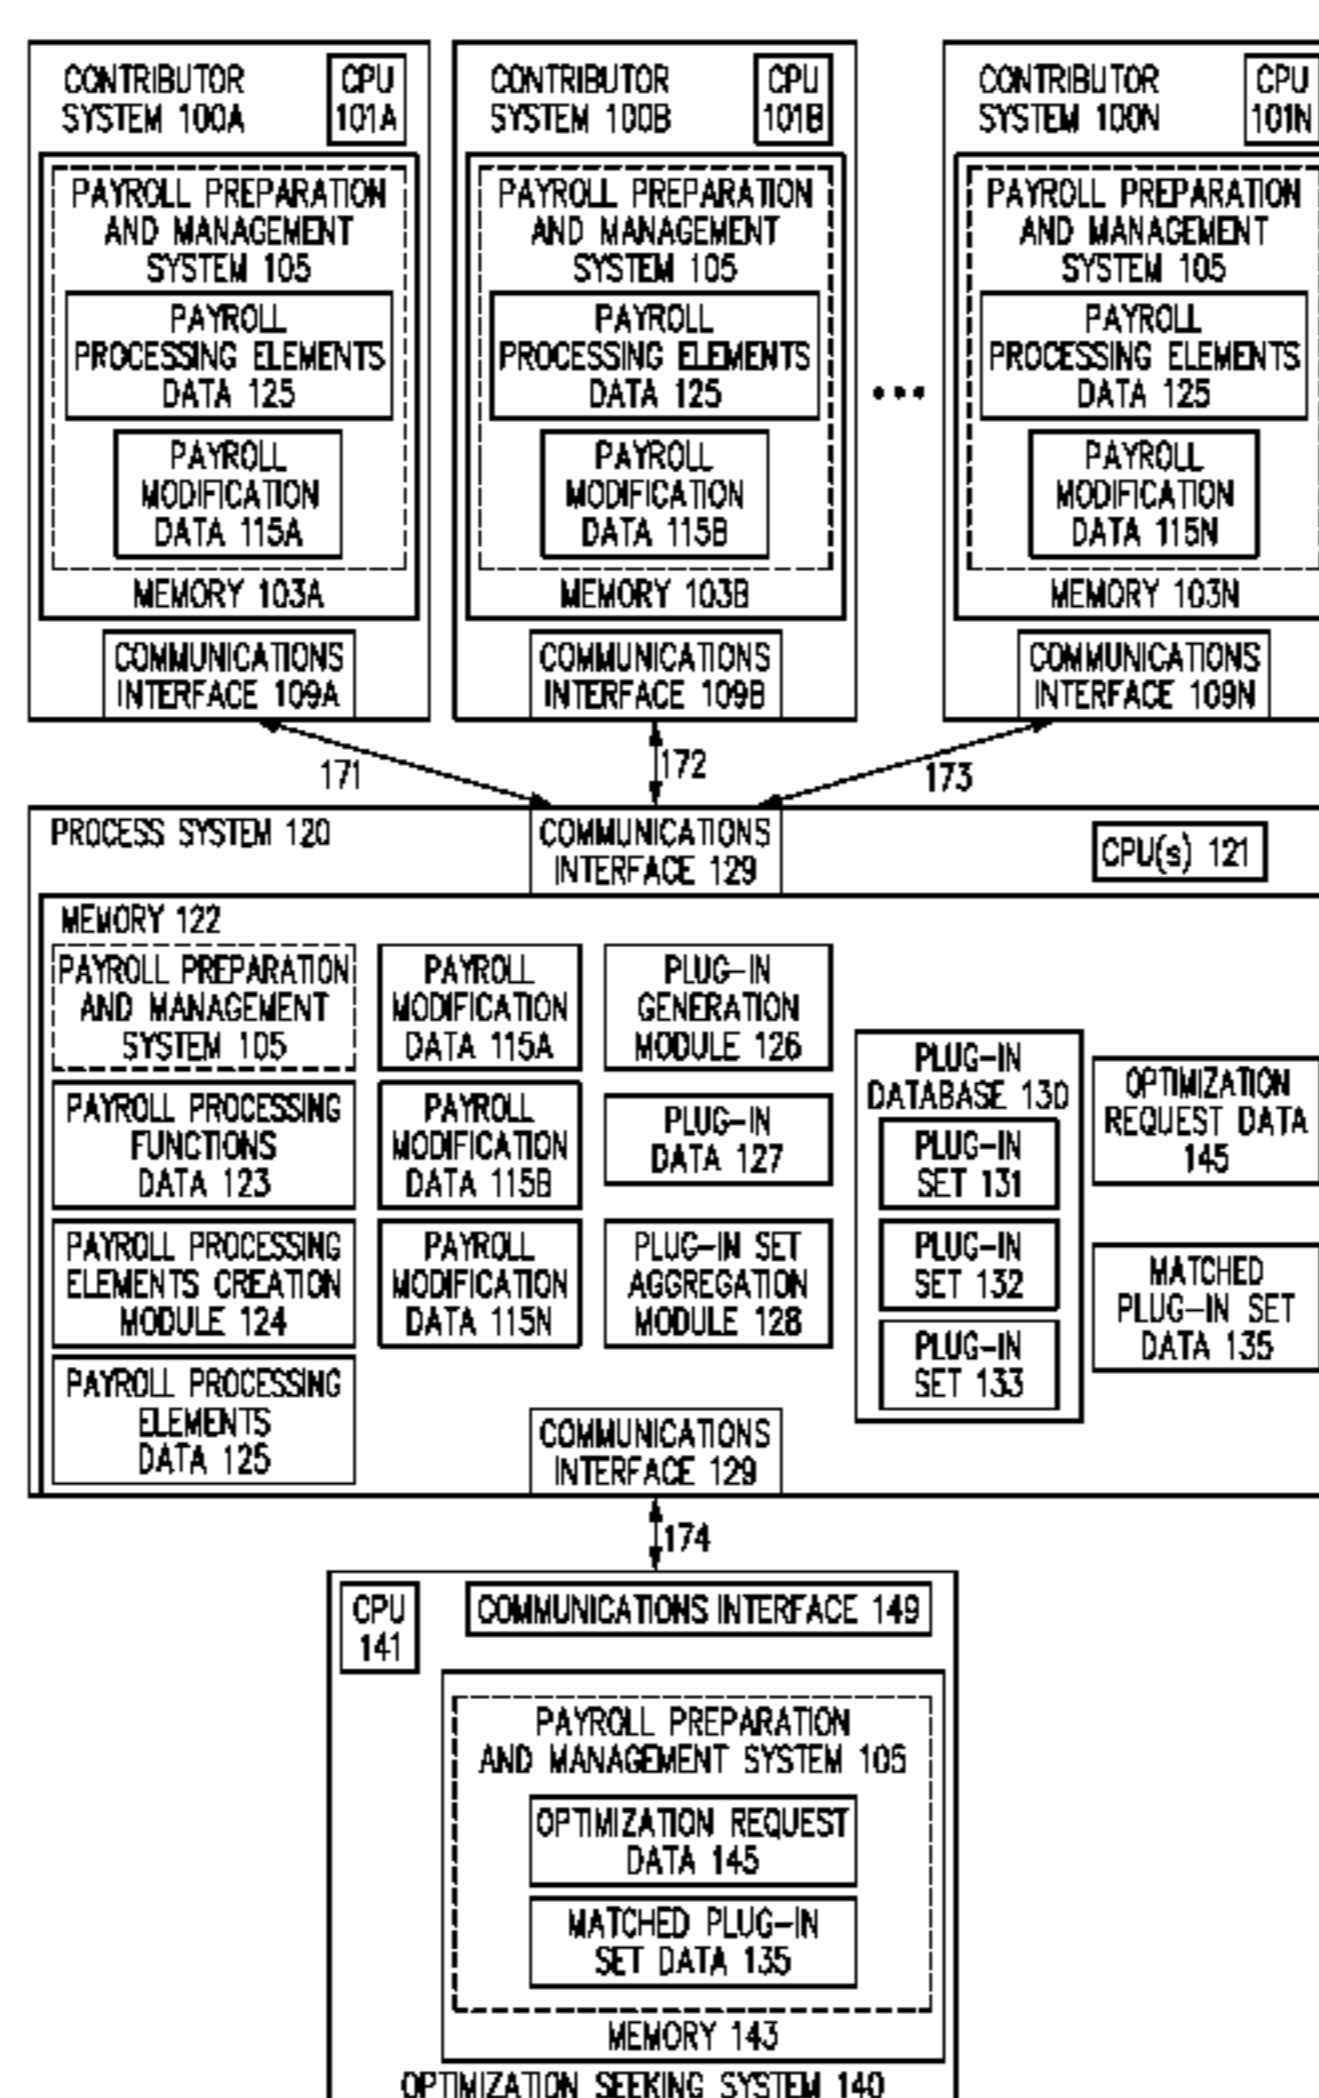 CONTRIBUTOR
SYSTEM 100A
CPU
101A
PAYROLL PREPARATION
AND MANAGEMENT
SYSTEM 105
PAYROLL
PROCESSING ELEMENTS
DATA 125
PAYROLL
MODIFICATION
DATA 115A
MEMORY 103A
COMMUNICATIONS
INTERFACE 109A
CONTRIBUTOR
SYSTEM 100B
CPU
101B
PAYROLL PREPARATION
AND MANAGEMENT
SYSTEM 105
PAYROLL
PROCESSING ELEMENTS
DATA 125
PAYROLL
MODIFICATION
DATA 115B
MEMORY 103B
COMMUNICATIONS
INTERFACE 109B
•••
CONTRIBUTOR
SYSTEM 100N
CPU
101N
PAYROLL PREPARATION
AND MANAGEMENT
SYSTEM 105
PAYROLL
PROCESSING ELEMENTS
DATA 125
PAYROLL
MODIFICATION
DATA 115N
MEMORY 103N
COMMUNICATIONS
INTERFACE 109N
171
172
173
PROCESS SYSTEM 120
COMMUNICATIONS
INTERFACE 129
CPU(s) 121
MEMORY 122
PAYROLL PREPARATION
AND MANAGEMENT
SYSTEM 105
PAYROLL PROCESSING
FUNCTIONS
DATA 123
PAYROLL PROCESSING
ELEMENTS CREATION
MODULE 124
PAYROLL PROCESSING
ELEMENTS
DATA 125
PAYROLL
MODIFICATION
DATA 115A
PAYROLL
MODIFICATION
DATA 115B
PAYROLL
MODIFICATION
DATA 115N
PLUG-IN
GENERATION
MODULE 126
PLUG-IN
DATA 127
PLUG-IN SET
AGGREGATION
MODULE 128
COMMUNICATIONS
INTERFACE 129
PLUG-IN
DATABASE 130
PLUG-IN
SET 131
PLUG-IN
SET 132
PLUG-IN
SET 133
OPTIMIZATION
REQUEST DATA
145
MATCHED
PLUG-IN SET
DATA 135
174
CPU
141
COMMUNICATIONS INTERFACE 149
PAYROLL PREPARATION
AND MANAGEMENT SYSTEM 105
OPTIMIZATION REQUEST
DATA 145
MATCHED PLUG-IN
SET DATA 135
MEMORY 143
OPTIMIZATION SEEKING SYSTEM 140